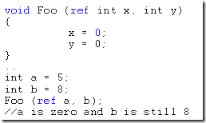 void Foo (ref int x, int y)
{
x = 0;
y = 0;
}
..
int a = 5;
int b = 8;
Foo (ref a, b);
//a is zero and b is still 8